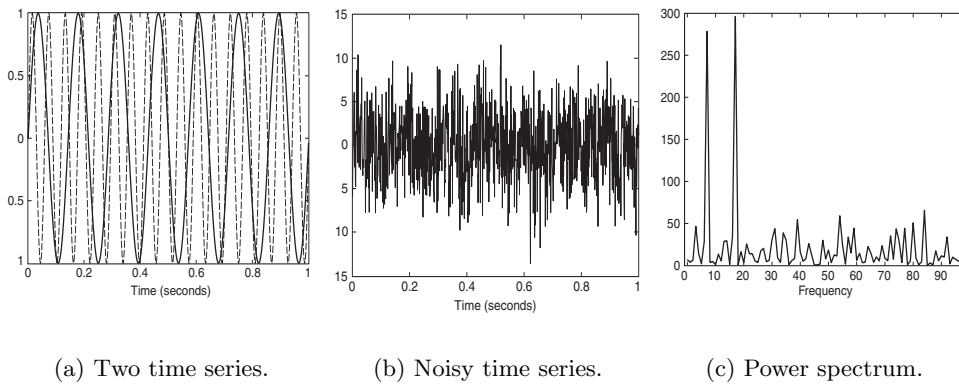 1
0.5
0
0.5
1
0 0.2 0.4 0.6 0.8 1
Time (seconds)
15
10
5
0
5
10
15
0 0.2 0.4 0.6 0.8 1
Time (seconds)
300
250
200
150
100
50
0
0 10 20 30 40 50 60 70 80 90
Frequency
(a) Two time series.
(b) Noisy time series.
(c) Power spectrum.